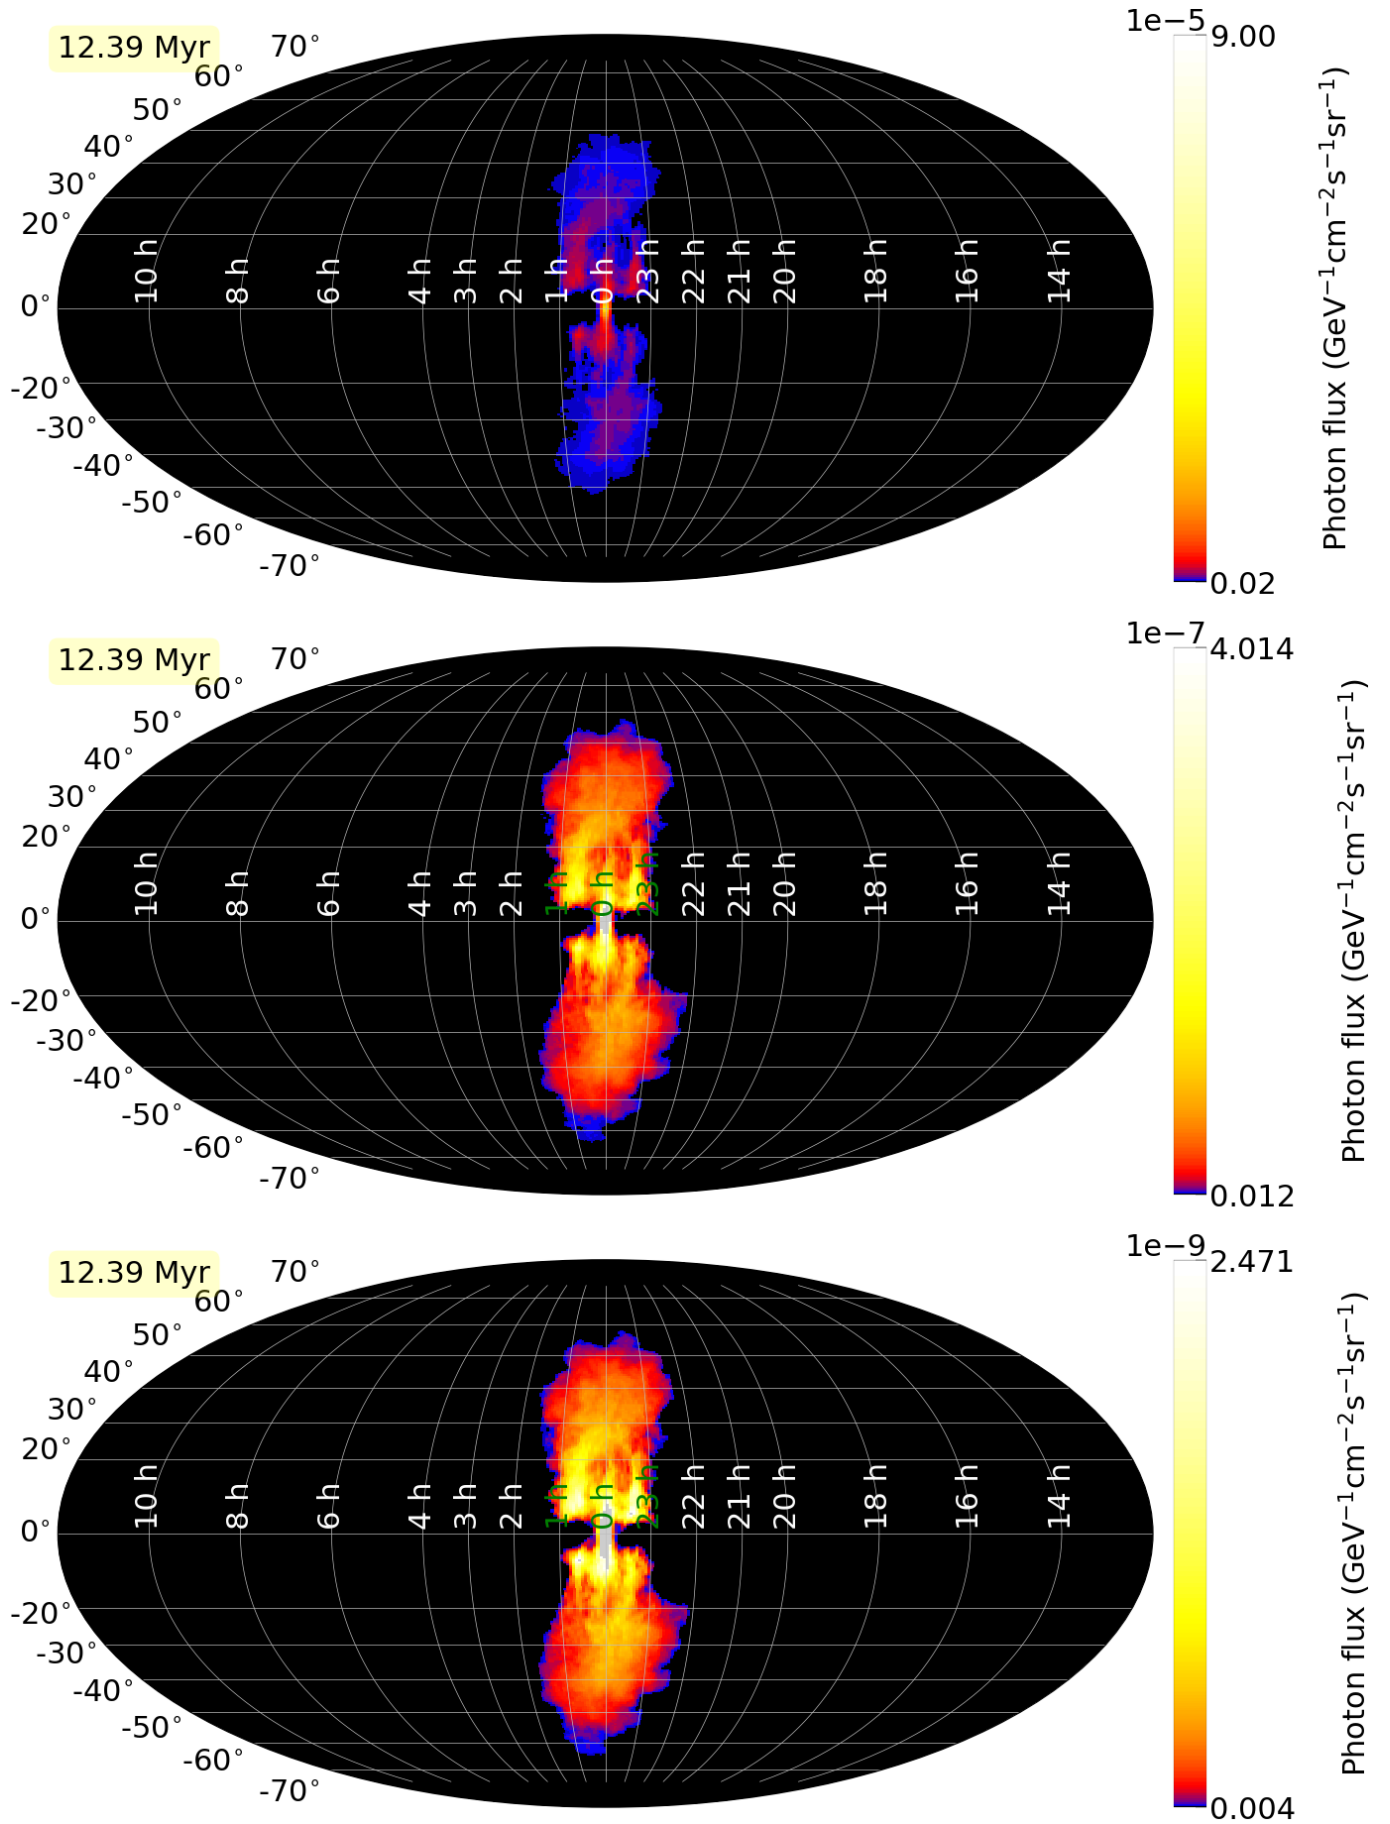 12.39 Myr
70°
60°
50°
40°
30°
20°
0°
-20°
-30°
-40°
-50°
-60°
-70°
10 h
8 h
6 h
4 h
3 h
2 h
1 h
0 h
23 h
22 h
21 h
20 h
18 h
16 h
14 h
1e−5
9.00
0.02
Photon flux (GeV⁻¹cm⁻²s⁻¹sr⁻¹)
12.39 Myr
70°
60°
50°
40°
30°
20°
0°
-20°
-30°
-40°
-50°
-60°
-70°
10 h
8 h
6 h
4 h
3 h
2 h
1 h
0 h
23 h
22 h
21 h
20 h
18 h
16 h
14 h
1e−7
4.014
0.012
Photon flux (GeV⁻¹cm⁻²s⁻¹sr⁻¹)
12.39 Myr
70°
60°
50°
40°
30°
20°
0°
-20°
-30°
-40°
-50°
-60°
-70°
10 h
8 h
6 h
4 h
3 h
2 h
1 h
0 h
23 h
22 h
21 h
20 h
18 h
16 h
14 h
1e−9
2.471
0.004
Photon flux (GeV⁻¹cm⁻²s⁻¹sr⁻¹)